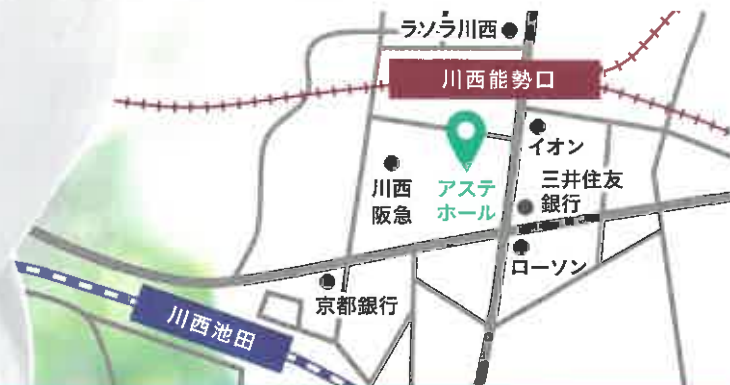 ラソラ川西
川西能勢口
イオン
川西
阪急
アステ
ホール
三井住友
銀行
ローソン
京都銀行
川西池田